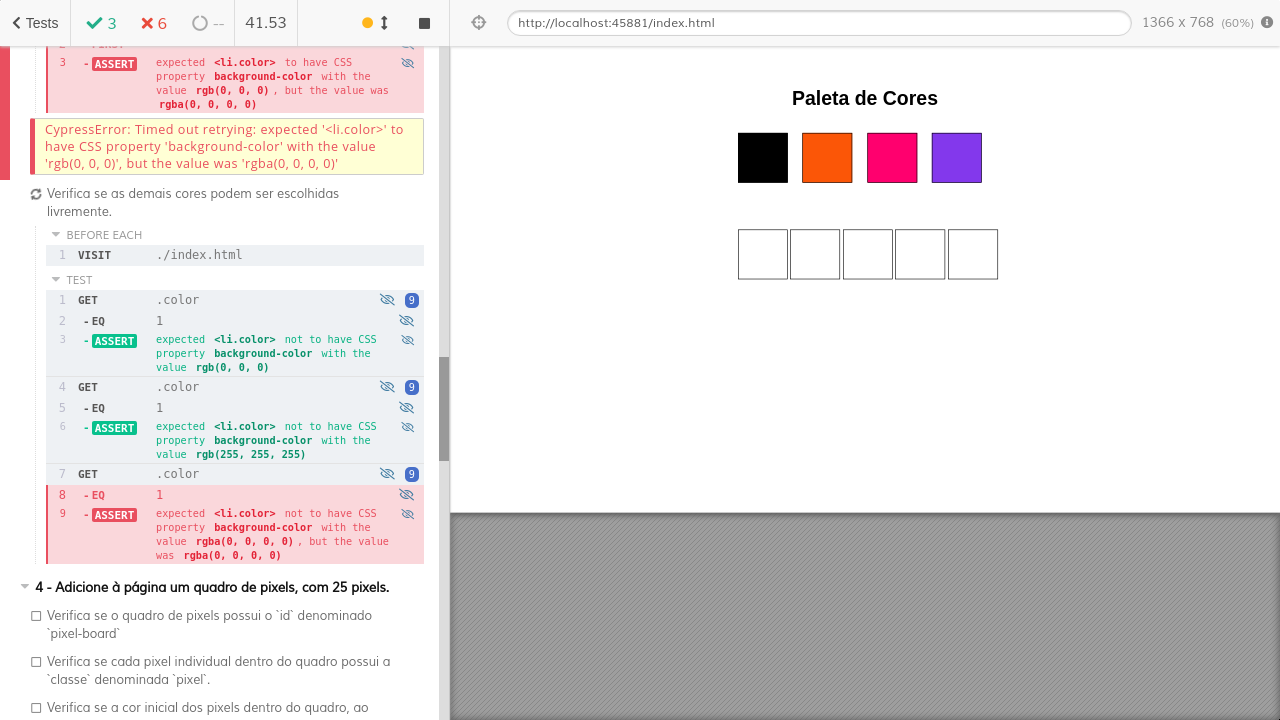 Tests
3
6
--
41.53
http://localhost:45881/index.html
1366 x 768 (60%)
3 -ASSERT expected <li.color> to have CSS
property background-color with the
value rgb(0, 0, 0), but the value was
rgba(0, 0, 0, 0)
CypressError: Timed out retrying: expected '<li.color>' to
have CSS property 'background-color' with the value
'rgb(0, 0, 0)', but the value was 'rgba(0, 0, 0, 0)'
Verifica se as demais cores podem ser escolhidas
livremente.
BEFORE EACH
1 VISIT ./index.html
TEST
1 GET .color 9
2 -EQ 1
3 -ASSERT expected <li.color> not to have CSS
property background-color with the
value rgb(0, 0, 0)
4 GET .color 9
5 -EQ 1
6 -ASSERT expected <li.color> not to have CSS
property background-color with the
value rgb(255, 255, 255)
7 GET .color 9
8 -EQ 1
9 -ASSERT expected <li.color> not to have CSS
property background-color with the
value rgba(0, 0, 0, 0), but the value
was rgba(0, 0, 0, 0)
4 - Adicione à página um quadro de pixels, com 25 pixels.
Verifica se o quadro de pixels possui o `id` denominado
`pixel-board`
Verifica se cada pixel individual dentro do quadro possui a
`classe` denominada `pixel`.
Verifica se a cor inicial dos pixels dentro do quadro, ao
Paleta de Cores